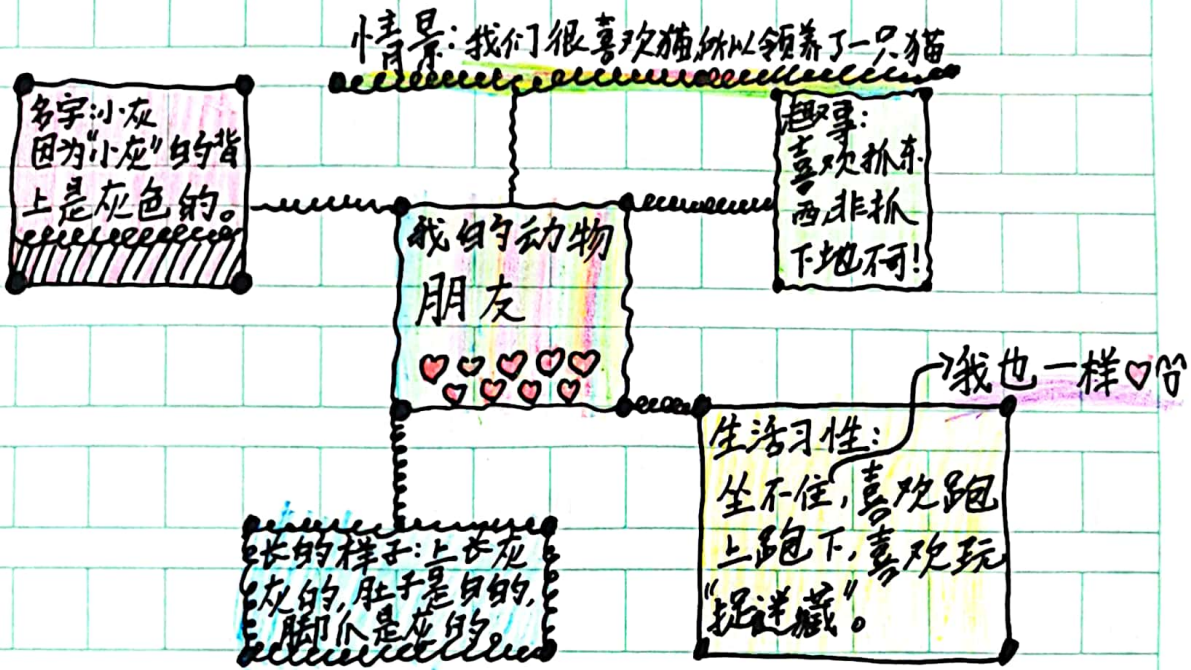 情景:我们很喜欢猫所以领养了一只猫
名字:小灰
因为"小灰"的背
上是灰色的。
趣事:
喜欢抓东
西,非抓
下地不可!
我的动物
朋友
我也一样
生活习性:
坐不住,喜欢跑
上跑下,喜欢玩
"捉迷藏"。
长的样子:上长灰
灰的,肚子是白的,
脚爪是灰的。